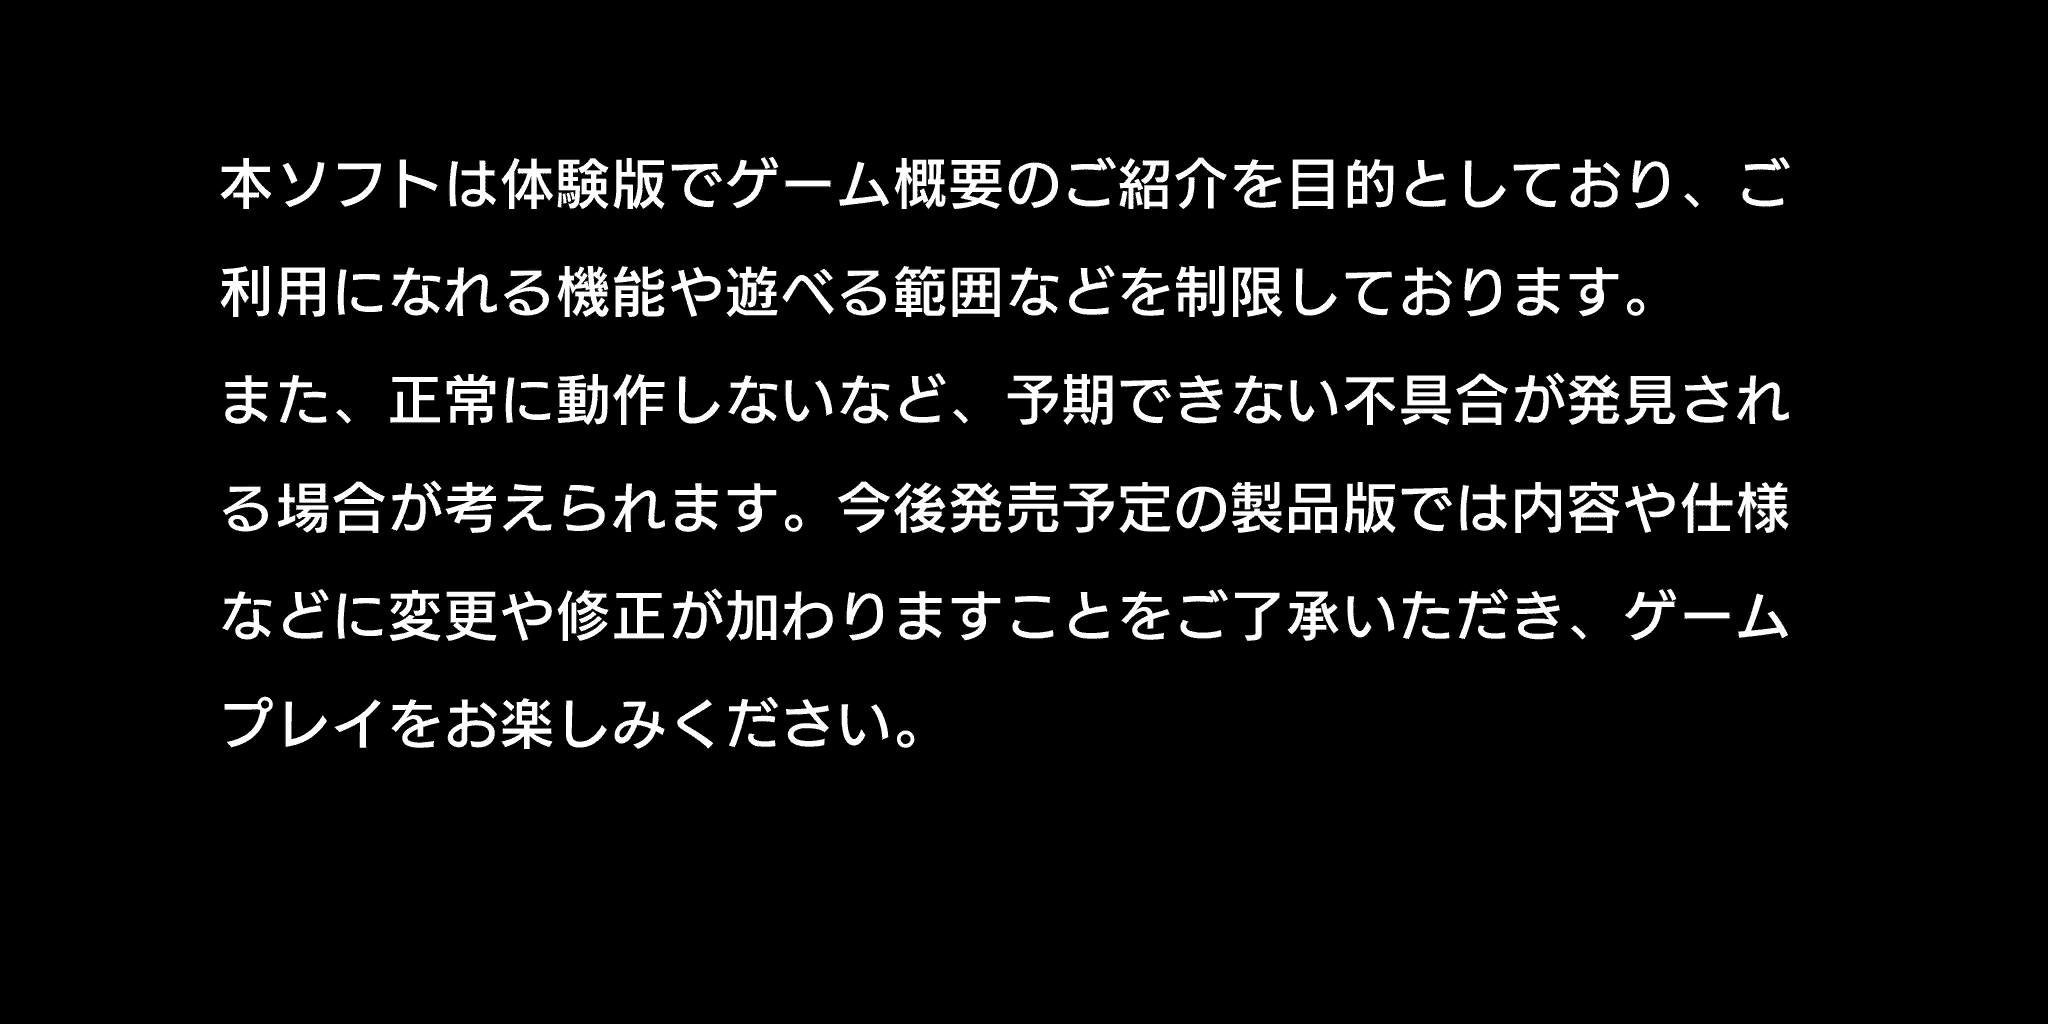 本ソフトは体験版でゲーム概要のご紹介を目的としており、ご
利用になれる機能や遊べる範囲などを制限しております。
また、正常に動作しないなど、予期できない不具合が発見され
る場合が考えられます。今後発売予定の製品版では内容や仕様
などに変更や修正が加わりますことをご了承いただき、ゲーム
プレイをお楽しみください。